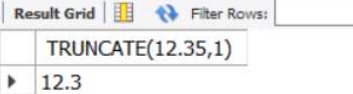 Result Grid Filter Rows:
TRUNCATE(12.35,1)
12.3